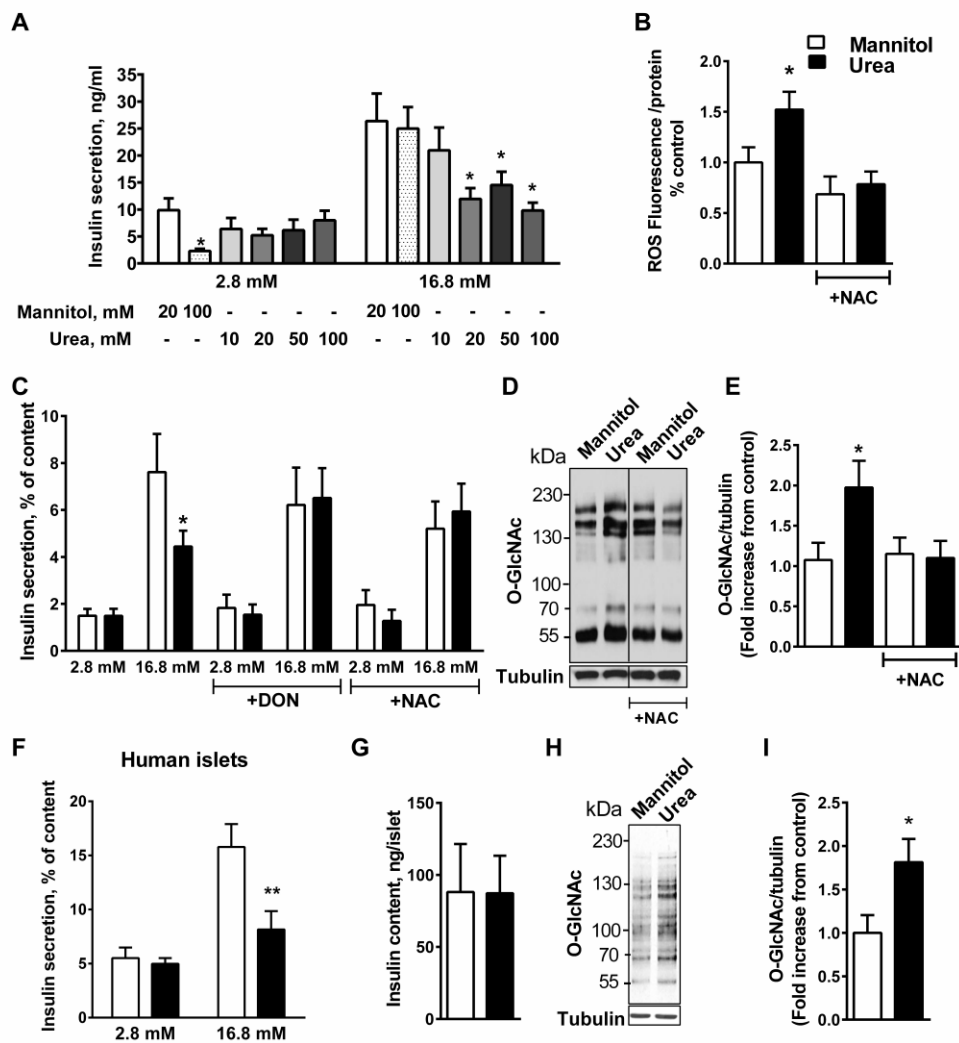 A
Insulin secretion, ng/ml
35
30
25
20
15
10
5
0
*
*
*
*
2.8 mM
16.8 mM
Mannitol, mM 20 100 - - - - 20 100 - - - -
Urea, mM - - 10 20 50 100 - - 10 20 50 100
B
Mannitol
Urea
ROS Fluorescence /protein
% control
2.0
1.5
1.0
0.5
0.0
*
+NAC
C
Insulin secretion, % of content
10
8
6
4
2
0
*
2.8 mM 16.8 mM 2.8 mM 16.8 mM 2.8 mM 16.8 mM
+DON
+NAC
D
Mannitol
Urea
Mannitol
Urea
kDa
O-GlcNAc
230
130
100
70
55
Tubulin
+NAC
E
O-GlcNAc/tubulin
(Fold increase from control)
2.5
2.0
1.5
1.0
0.5
0.0
*
+NAC
F
Human islets
Insulin secretion, % of content
20
15
10
5
0
**
2.8 mM 16.8 mM
G
Insulin content, ng/islet
150
100
50
0
H
Mannitol
Urea
kDa
O-GlcNAc
230
130
100
70
55
Tubulin
I
O-GlcNAc/tubulin
(Fold increase from control)
2.5
2.0
1.5
1.0
0.5
0.0
*